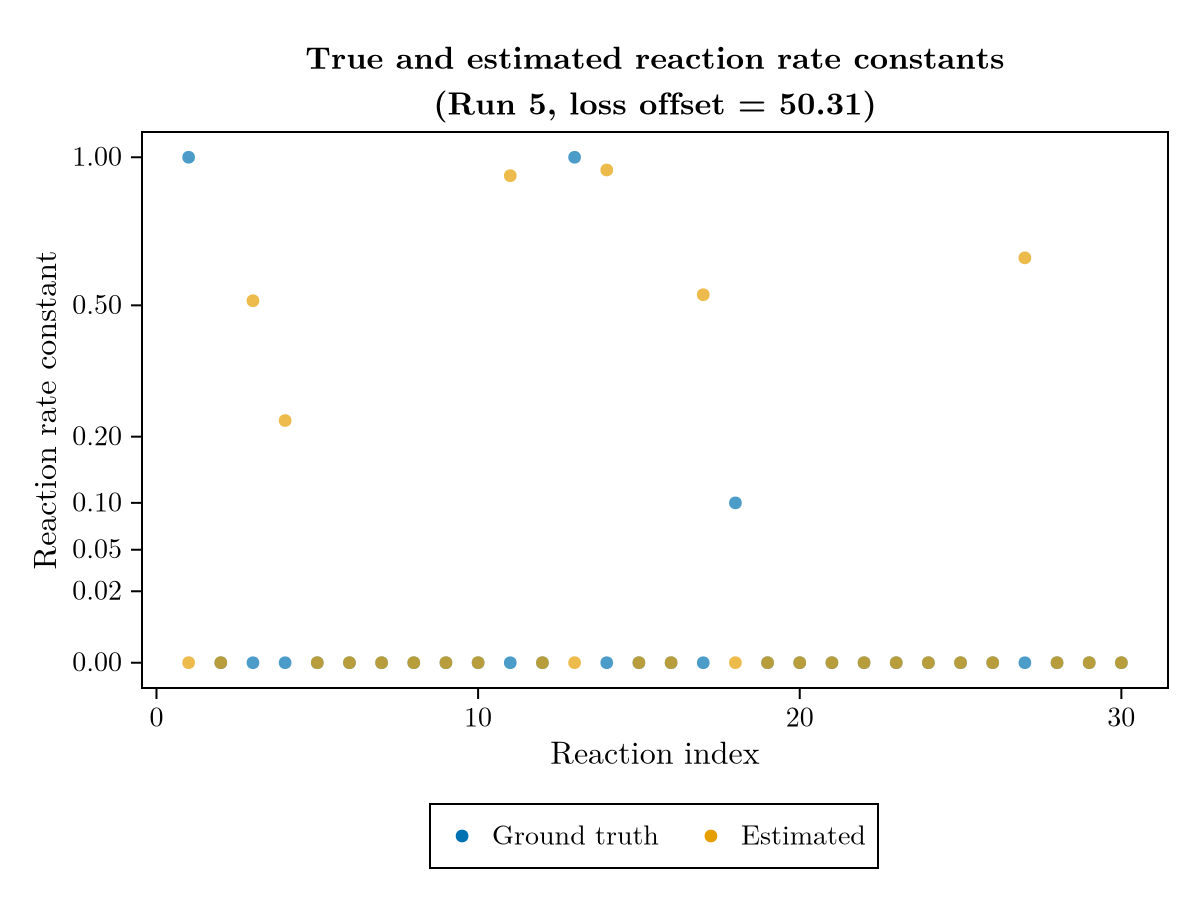 True and estimated reaction rate constants
(Run 5, loss offset = 50.31)
Reaction rate constant
1.00
0.50
0.20
0.10
0.05
0.02
0.00
0 10 20 30
Reaction index
Ground truth Estimated